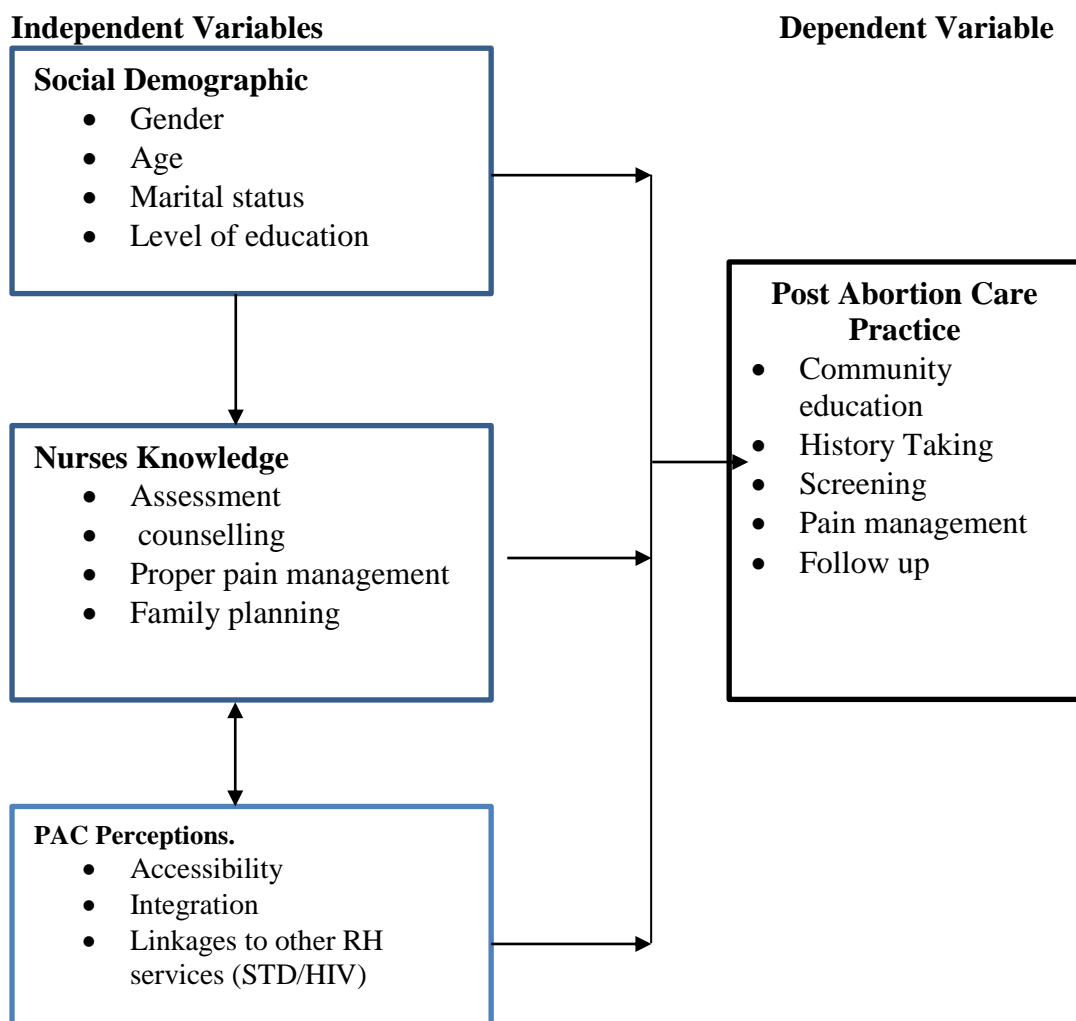 Independent Variables
Dependent Variable
Social Demographic
• Gender
• Age
• Marital status
• Level of education
Nurses Knowledge
• Assessment
• counselling
• Proper pain management
• Family planning
PAC Perceptions.
• Accessibility
• Integration
• Linkages to other RH
services (STD/HIV)
Post Abortion Care
Practice
• Community
education
• History Taking
• Screening
• Pain management
• Follow up